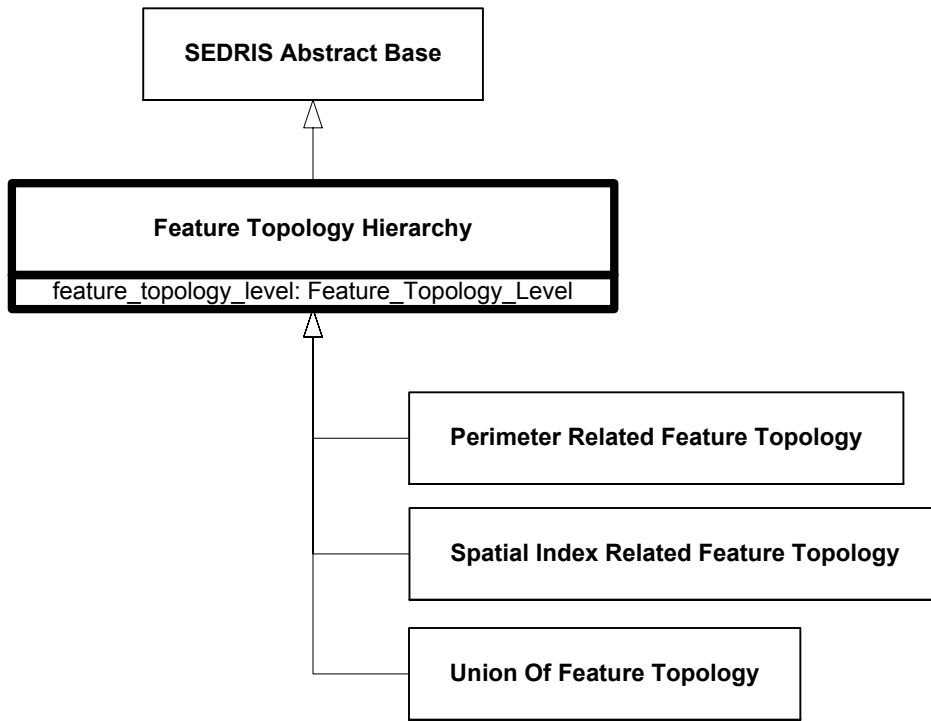 SEDRIS Abstract Base
Feature Topology Hierarchy
feature_topology_level: Feature_Topology_Level
Perimeter Related Feature Topology
Spatial Index Related Feature Topology
Union Of Feature Topology